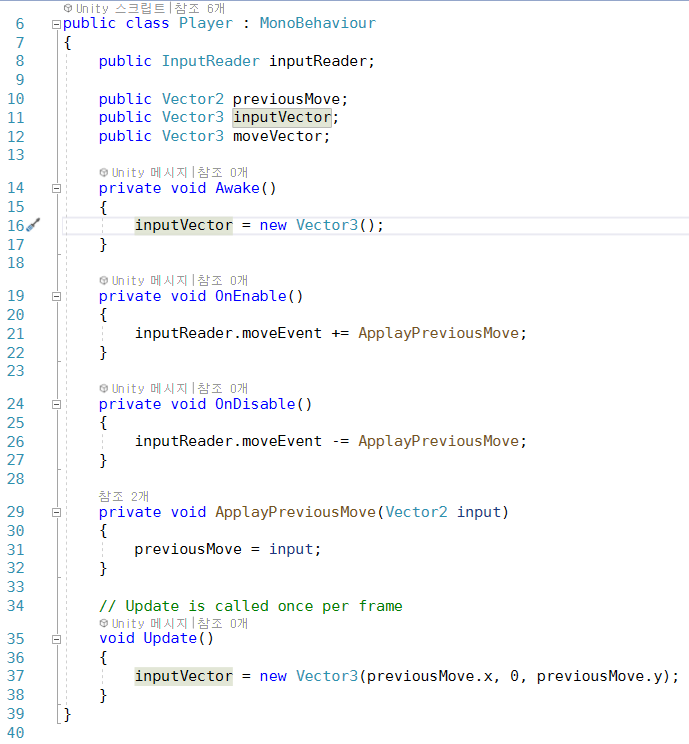 Unity 스크립트|참조 6개
6 public class Player : MonoBehaviour
7 {
8 public InputReader inputReader;
9
10 public Vector2 previousMove;
11 public Vector3 inputVector;
12 public Vector3 moveVector;
13
Unity 메시지|참조 0개
14 private void Awake()
15 {
16 inputVector = new Vector3();
17 }
18
Unity 메시지|참조 0개
19 private void OnEnable()
20 {
21 inputReader.moveEvent += ApplayPreviousMove;
22 }
23
Unity 메시지|참조 0개
24 private void OnDisable()
25 {
26 inputReader.moveEvent -= ApplayPreviousMove;
27 }
28
참조 2개
29 private void ApplayPreviousMove(Vector2 input)
30 {
31 previousMove = input;
32 }
33
34 // Update is called once per frame
Unity 메시지|참조 0개
35 void Update()
36 {
37 inputVector = new Vector3(previousMove.x, 0, previousMove.y);
38 }
39 }
40